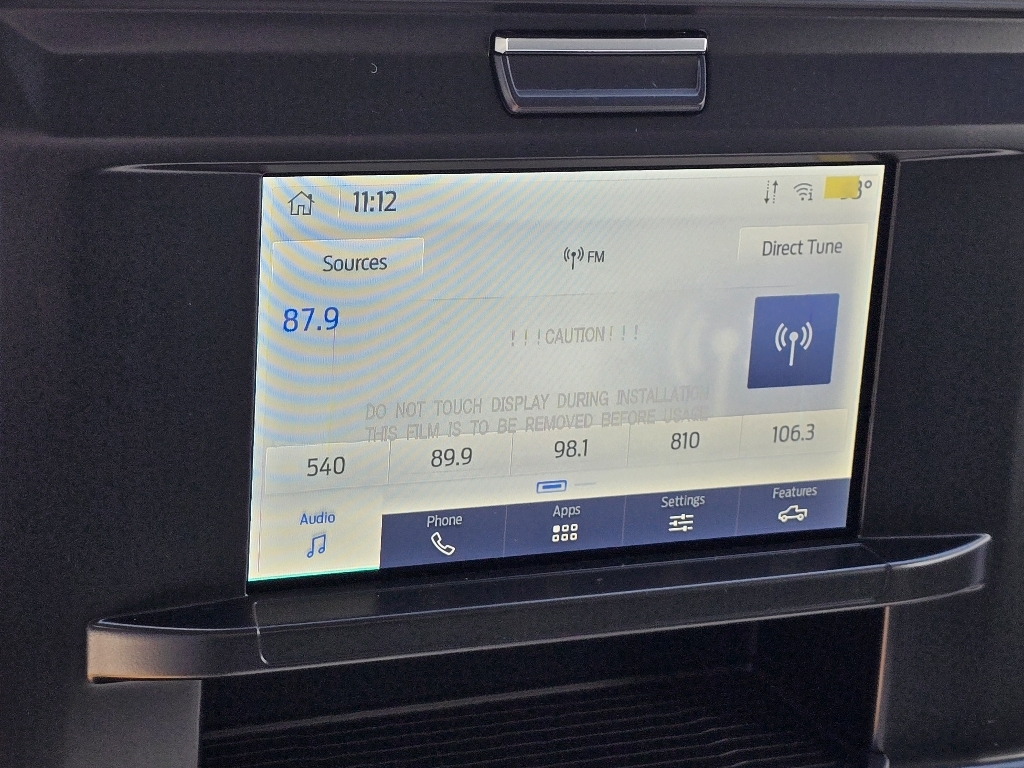 11:12
3°
Sources
FM
Direct Tune
87.9
! ! ! CAUTION ! ! !
DO NOT TOUCH DISPLAY DURING INSTALLATION
THIS FILM IS TO BE REMOVED BEFORE USAGE
540 89.9 98.1 810 106.3
Audio Phone Apps Settings Features